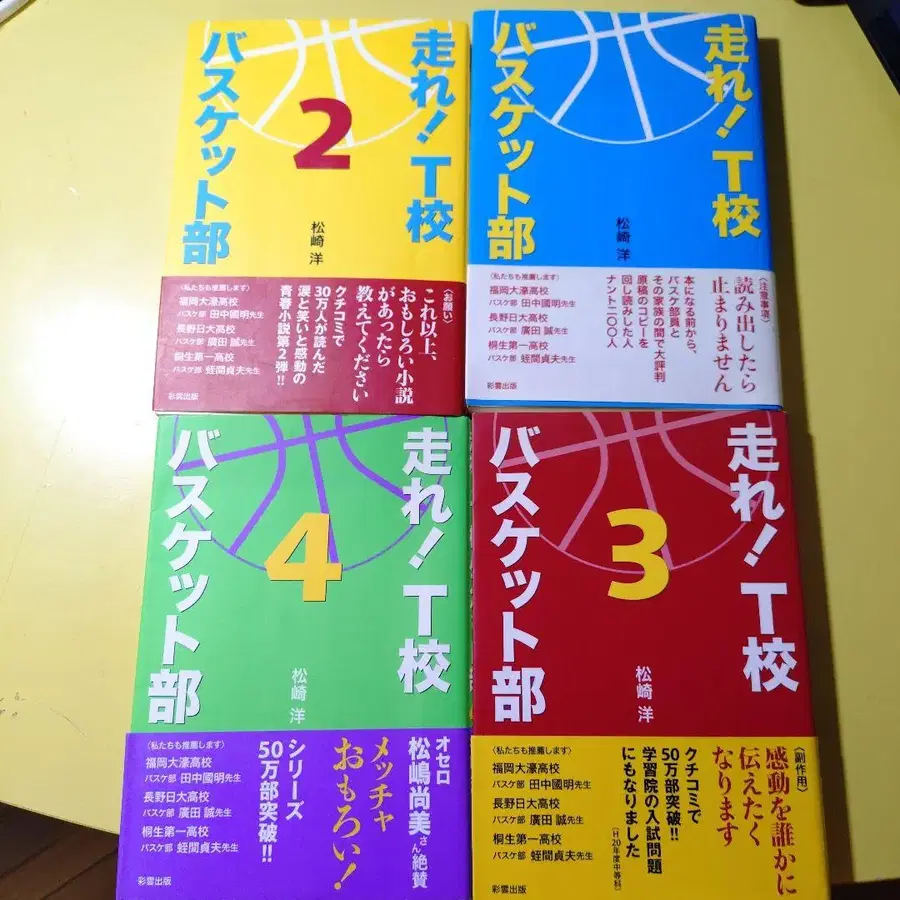 走れ！T校
バスケット部
2
松崎 洋
〈お願い〉
これ以上、
おもしろい小説
があったら
教えてください
クチコミで
30万人が読んだ
涙と笑いと感動の
青春小説第2弾!!
〈私たちも推薦します〉
福岡大濠高校
バスケ部 田中國明先生
長野日大高校
バスケ部 廣田 誠先生
桐生第一高校
バスケ部 蛭間貞夫先生
彩雲出版
走れ！T校
バスケット部
松崎 洋
〈注意事項〉
読み出したら
止まりません
本になる前から、
バスケ部員と
その家族の間で大評判
原稿のコピーを
回し読みした人
ナント二〇〇人
〈私たちも推薦します〉
福岡大濠高校
バスケ部 田中國明先生
長野日大高校
バスケ部 廣田 誠先生
桐生第一高校
バスケ部 蛭間貞夫先生
彩雲出版
走れ！T校
バスケット部
4
松崎 洋
オセロ
松嶋尚美さん絶賛
メッチャ
おもろい！
シリーズ
50万部突破!!
〈私たちも推薦します〉
福岡大濠高校
バスケ部 田中國明先生
長野日大高校
バスケ部 廣田 誠先生
桐生第一高校
バスケ部 蛭間貞夫先生
彩雲出版
走れ！T校
バスケット部
3
松崎 洋
〈副作用〉
感動を誰かに
伝えたく
なります
クチコミで
50万部突破!!
学習院の入試問題
にもなりました
(H20年度中等科)
〈私たちも推薦します〉
福岡大濠高校
バスケ部 田中國明先生
長野日大高校
バスケ部 廣田 誠先生
桐生第一高校
バスケ部 蛭間貞夫先生
彩雲出版